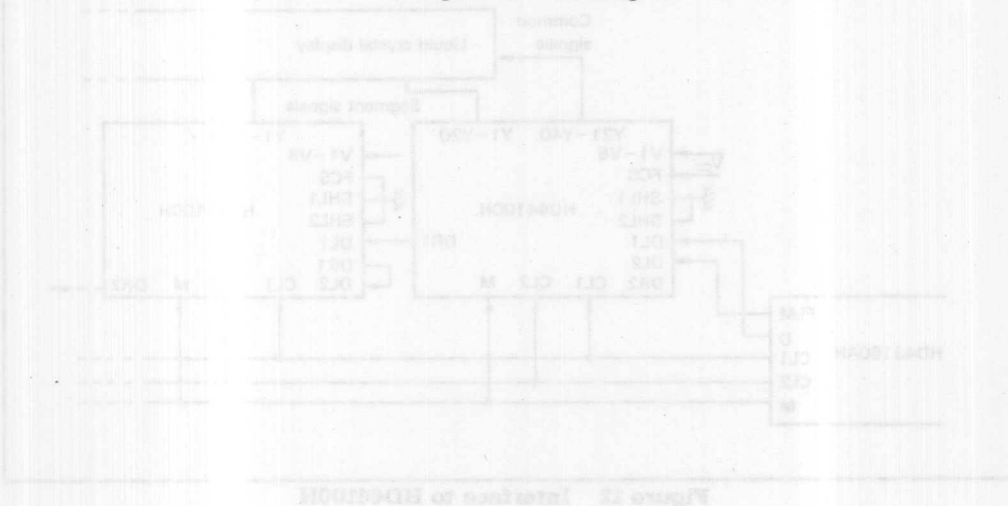 Common
signals
Liquid crystal display
Segment signals
Y21-Y40 Y1-Y20
V1-V6
FCS
SHL1
SHL2
HD44100H
DL1
DL2
DR2 CL1 CL2 M
DR1
V1-V6
FCS
SHL1
SHL2
DL1
DR1
DL2 CL1 M DR2
FLM
D
CL1
CL2
M
Figure 12 Interface to HD44100H